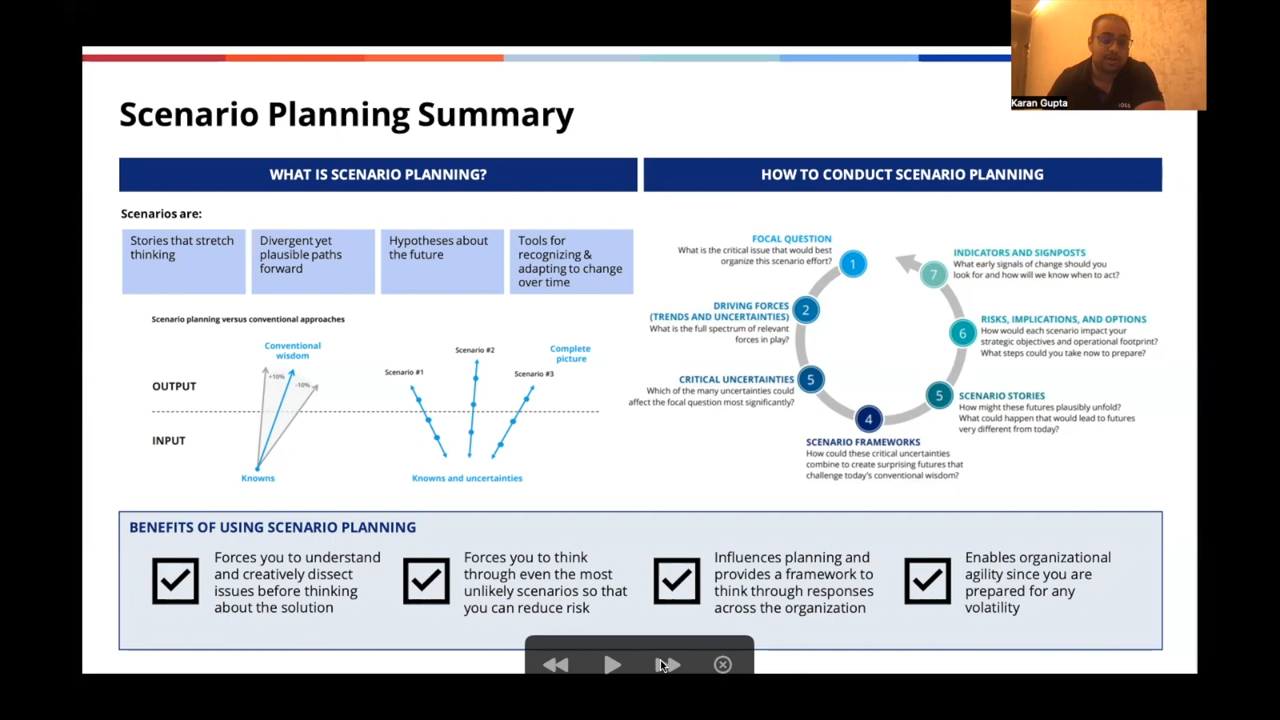 Karan Gupta
Scenario Planning Summary
WHAT IS SCENARIO PLANNING?
Scenarios are:
Stories that stretch
thinking
Divergent yet
plausible paths
forward
Hypotheses about
the future
Tools for
recognizing &
adapting to change
over time
Scenario planning versus conventional approaches
Conventional
wisdom
+10%
-10%
OUTPUT
INPUT
Knowns
Scenario #1
Scenario #2
Scenario #3
Complete
picture
Knowns and uncertainties
HOW TO CONDUCT SCENARIO PLANNING
1
FOCAL QUESTION
What is the critical issue that would best
organize this scenario effort?
2
DRIVING FORCES
(TRENDS AND UNCERTAINTIES)
What is the full spectrum of relevant
forces in play?
5
CRITICAL UNCERTAINTIES
Which of the many uncertainties could
affect the focal question most significantly?
4
SCENARIO FRAMEWORKS
How could these critical uncertainties
combine to create surprising futures that
challenge today's conventional wisdom?
5
SCENARIO STORIES
How might these futures plausibly unfold?
What could happen that would lead to futures
very different from today?
6
RISKS, IMPLICATIONS, AND OPTIONS
How would each scenario impact your
strategic objectives and operational footprint?
What steps could you take now to prepare?
7
INDICATORS AND SIGNPOSTS
What early signals of change should you
look for and how will we know when to act?
BENEFITS OF USING SCENARIO PLANNING
Forces you to understand
and creatively dissect
issues before thinking
about the solution
Forces you to think
through even the most
unlikely scenarios so that
you can reduce risk
Influences planning and
provides a framework to
think through responses
across the organization
Enables organizational
agility since you are
prepared for any
volatility